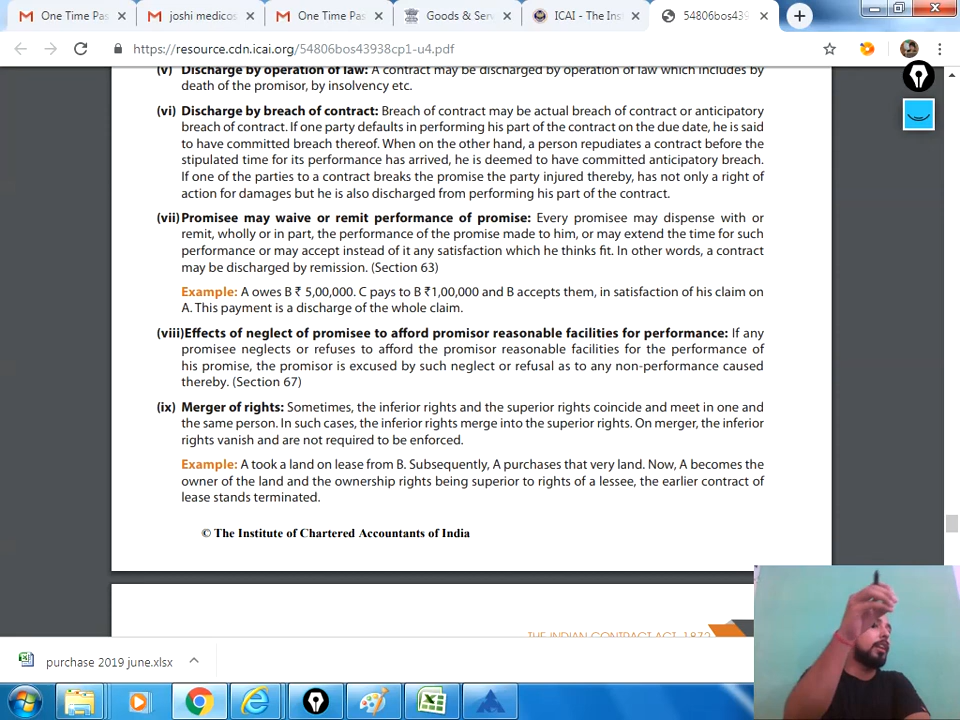 One Time Pas
joshi medicos
One Time Pas
Goods & Serv
ICAI - The Ins
54806bos439
https://resource.cdn.icai.org/54806bos43938cp1-u4.pdf
(v) Discharge by operation of law: A contract may be discharged by operation of law which includes by
death of the promisor, by insolvency etc.
(vi) Discharge by breach of contract: Breach of contract may be actual breach of contract or anticipatory
breach of contract. If one party defaults in performing his part of the contract on the due date, he is said
to have committed breach thereof. When on the other hand, a person repudiates a contract before the
stipulated time for its performance has arrived, he is deemed to have committed anticipatory breach.
If one of the parties to a contract breaks the promise the party injured thereby, has not only a right of
action for damages but he is also discharged from performing his part of the contract.
(vii) Promisee may waive or remit performance of promise: Every promisee may dispense with or
remit, wholly or in part, the performance of the promise made to him, or may extend the time for such
performance or may accept instead of it any satisfaction which he thinks fit. In other words, a contract
may be discharged by remission. (Section 63)
Example: A owes B ₹ 5,00,000. C pays to B ₹1,00,000 and B accepts them, in satisfaction of his claim on
A. This payment is a discharge of the whole claim.
(viii)Effects of neglect of promisee to afford promisor reasonable facilities for performance: If any
promisee neglects or refuses to afford the promisor reasonable facilities for the performance of
his promise, the promisor is excused by such neglect or refusal as to any non-performance caused
thereby. (Section 67)
(ix) Merger of rights: Sometimes, the inferior rights and the superior rights coincide and meet in one and
the same person. In such cases, the inferior rights merge into the superior rights. On merger, the inferior
rights vanish and are not required to be enforced.
Example: A took a land on lease from B. Subsequently, A purchases that very land. Now, A becomes the
owner of the land and the ownership rights being superior to rights of a lessee, the earlier contract of
lease stands terminated.
© The Institute of Chartered Accountants of India
THE INDIAN CONTRACT ACT, 1872
purchase 2019 june.xlsx